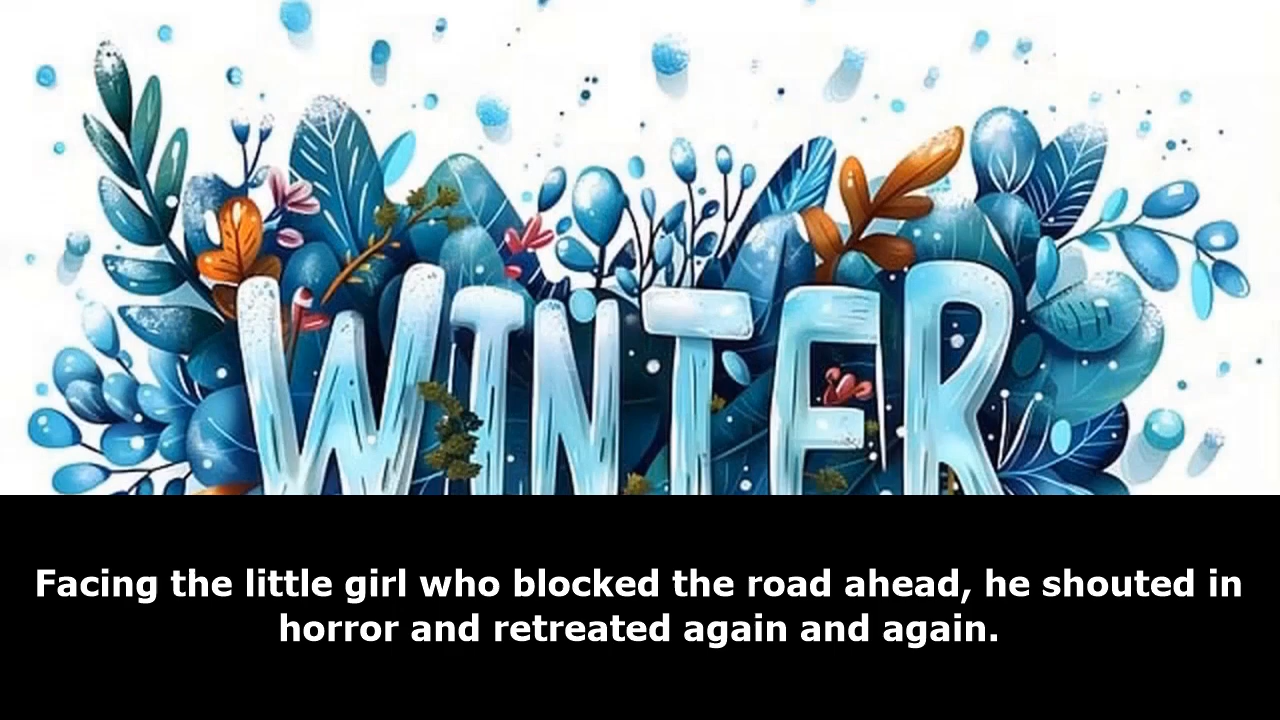 WINTER
Facing the little girl who blocked the road ahead, he shouted in
horror and retreated again and again.